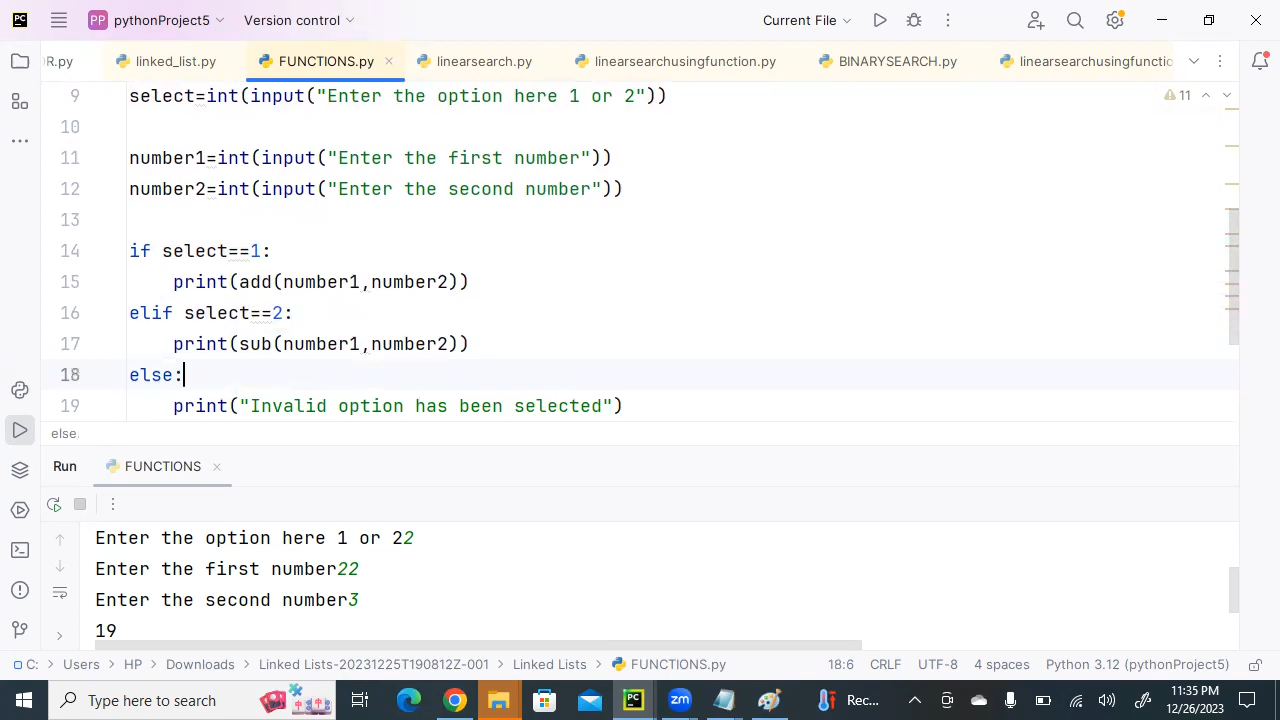 PP pythonProject5 Version control Current File
R.py linked_list.py FUNCTIONS.py linearsearch.py linearsearchusingfunction.py BINARYSEARCH.py linearsearchusingfunctio
9 select=int(input("Enter the option here 1 or 2"))
11
10
11 number1=int(input("Enter the first number"))
12 number2=int(input("Enter the second number"))
13
14 if select==1:
15 print(add(number1,number2))
16 elif select==2:
17 print(sub(number1,number2))
18 else:
19 print("Invalid option has been selected")
else
Run FUNCTIONS
Enter the option here 1 or 22
Enter the first number22
Enter the second number3
19
C: Users HP Downloads Linked Lists-20231225T190812Z-001 Linked Lists FUNCTIONS.py 18:6 CRLF UTF-8 4 spaces Python 3.12 (pythonProject5)
Type here to search PC zm Rec... 11:35 PM
12/26/2023